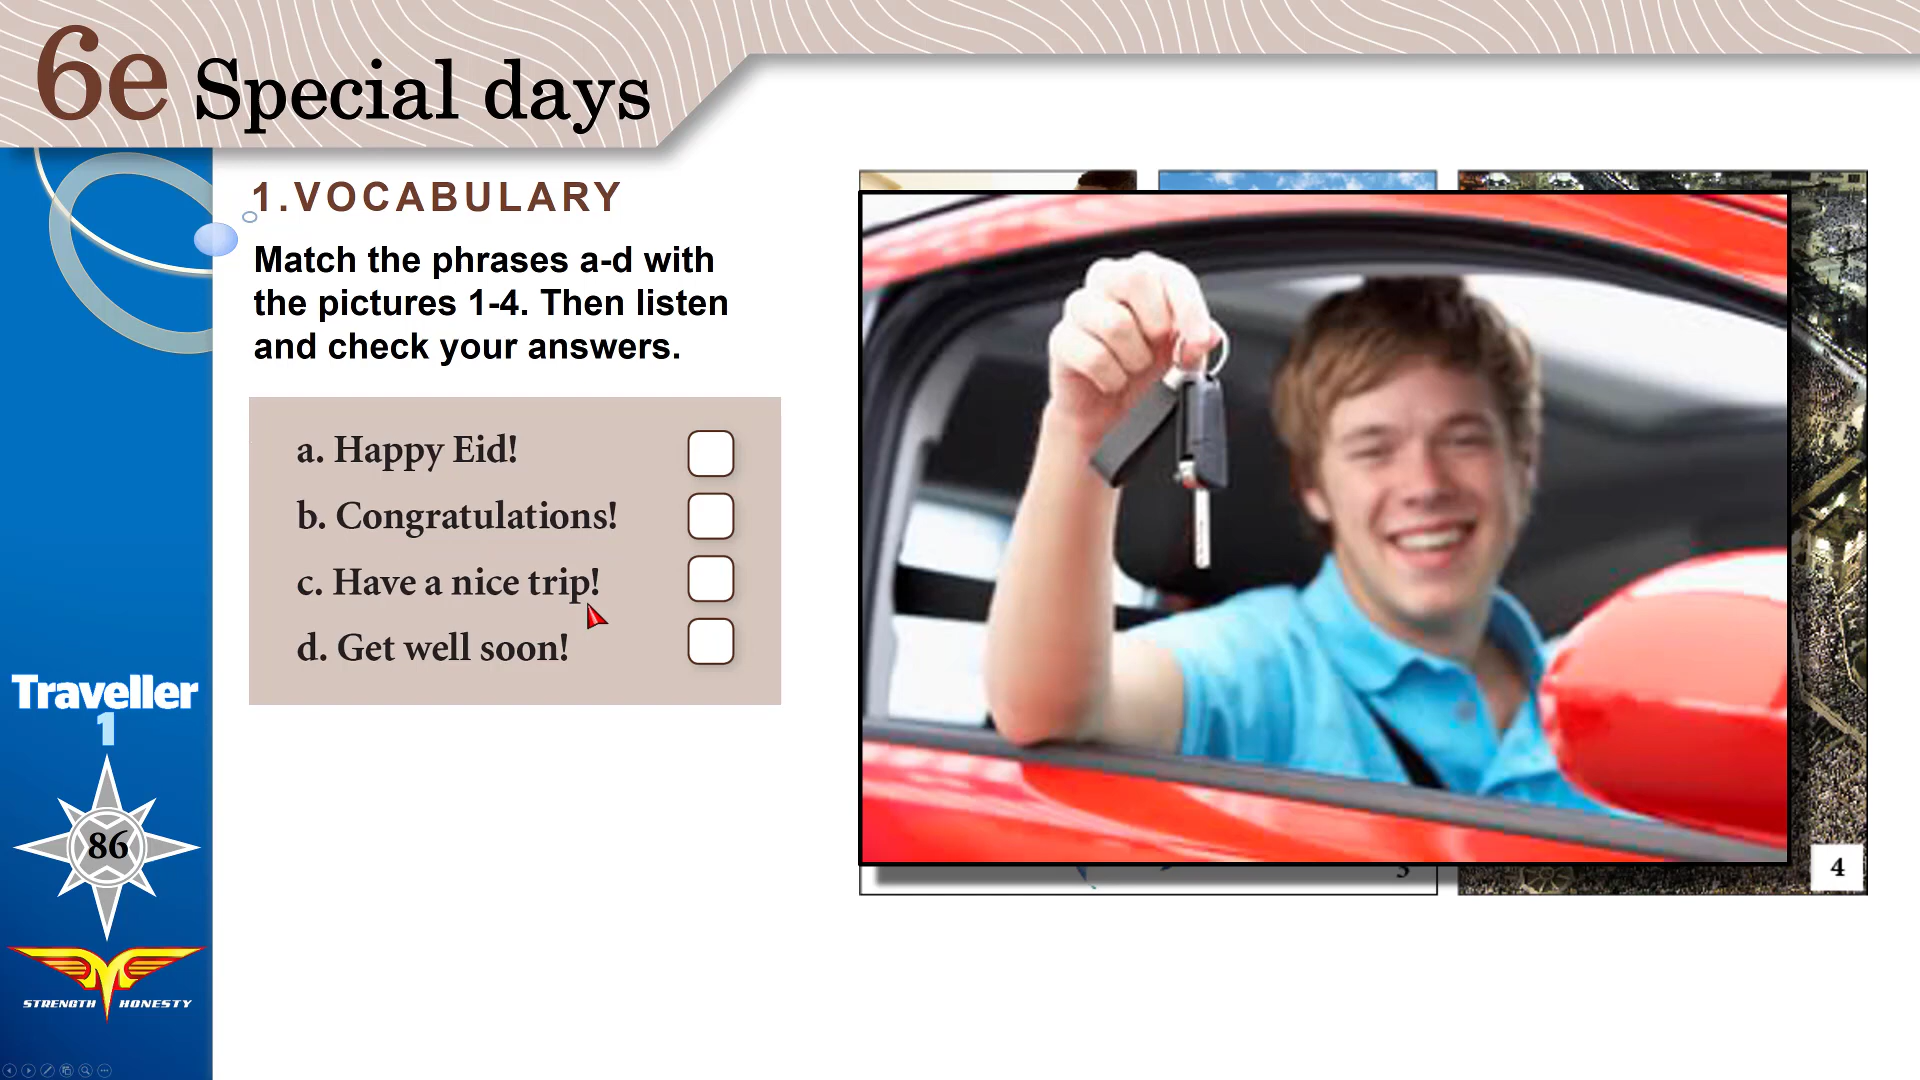 6e Special days
1.VOCABULARY
Match the phrases a-d with
the pictures 1-4. Then listen
and check your answers.
a. Happy Eid!
b. Congratulations!
c. Have a nice trip!
d. Get well soon!
Traveller
1
86
STRENGTH HONESTY
4